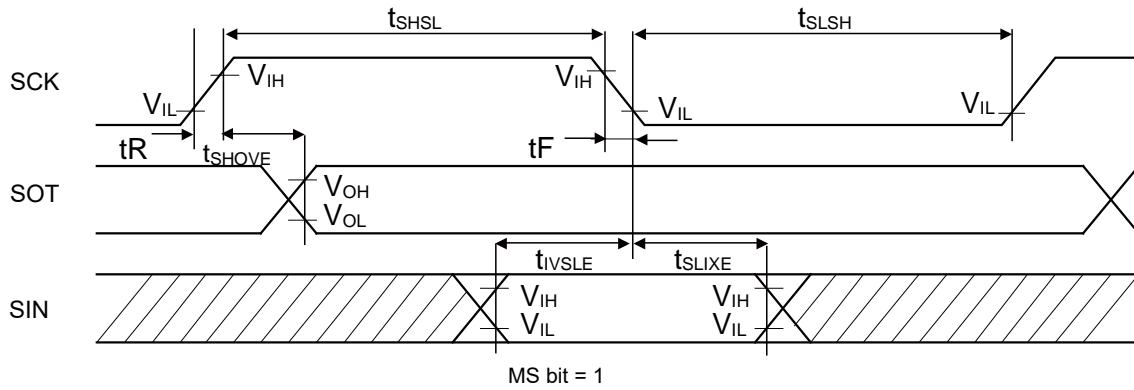 tSHSL
tSLSH
SCK
VIH
VIH
VIL
VIL
VIL
tR
tSHOVE
tF
SOT
VOH
VOL
tIVSLE
tSLIXE
SIN
VIH
VIH
VIL
VIL
MS bit = 1